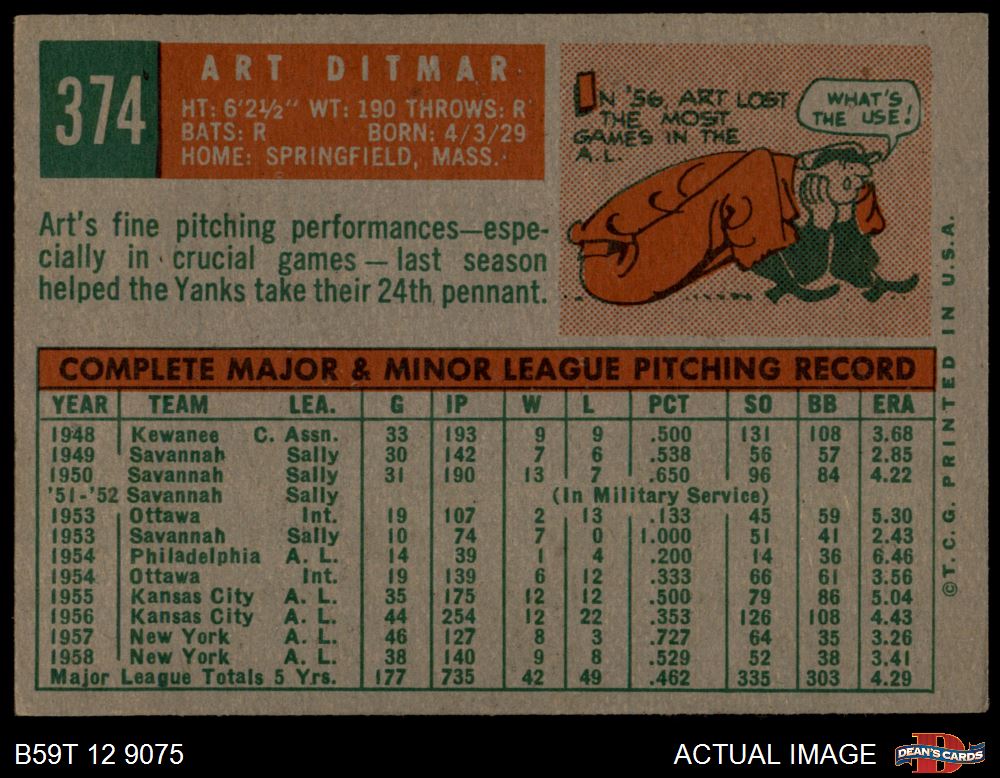 374
ART DITMAR
HT: 6'2½" WT: 190 THROWS: R
BATS: R BORN: 4/3/29
HOME: SPRINGFIELD, MASS.
IN '56, ART LOST
THE MOST
GAMES IN THE
A.L.
WHAT'S
THE USE!
Art's fine pitching performances—espe-
cially in crucial games — last season
helped the Yanks take their 24th pennant.
COMPLETE MAJOR & MINOR LEAGUE PITCHING RECORD
YEAR TEAM LEA. G IP W L PCT SO BB ERA
1948 Kewanee C. Assn. 33 193 9 9 .500 131 108 3.68
1949 Savannah Sally 30 142 7 6 .538 56 57 2.85
1950 Savannah Sally 31 190 13 7 .650 96 84 4.22
'51-'52 Savannah Sally (In Military Service)
1953 Ottawa Int. 19 107 2 13 .133 45 59 5.30
1953 Savannah Sally 10 74 7 0 1.000 51 41 2.43
1954 Philadelphia A. L. 14 39 1 4 .200 14 36 6.46
1954 Ottawa Int. 19 139 6 12 .333 66 61 3.56
1955 Kansas City A. L. 35 175 12 12 .500 79 86 5.04
1956 Kansas City A. L. 44 254 12 22 .353 126 108 4.43
1957 New York A. L. 46 127 8 3 .727 64 35 3.26
1958 New York A. L. 38 140 9 8 .529 52 38 3.41
Major League Totals 5 Yrs. 177 735 42 49 .462 335 303 4.29
©T.C.G. PRINTED IN U.S.A.
B59T 12 9075
ACTUAL IMAGE
DEAN'S CARDS